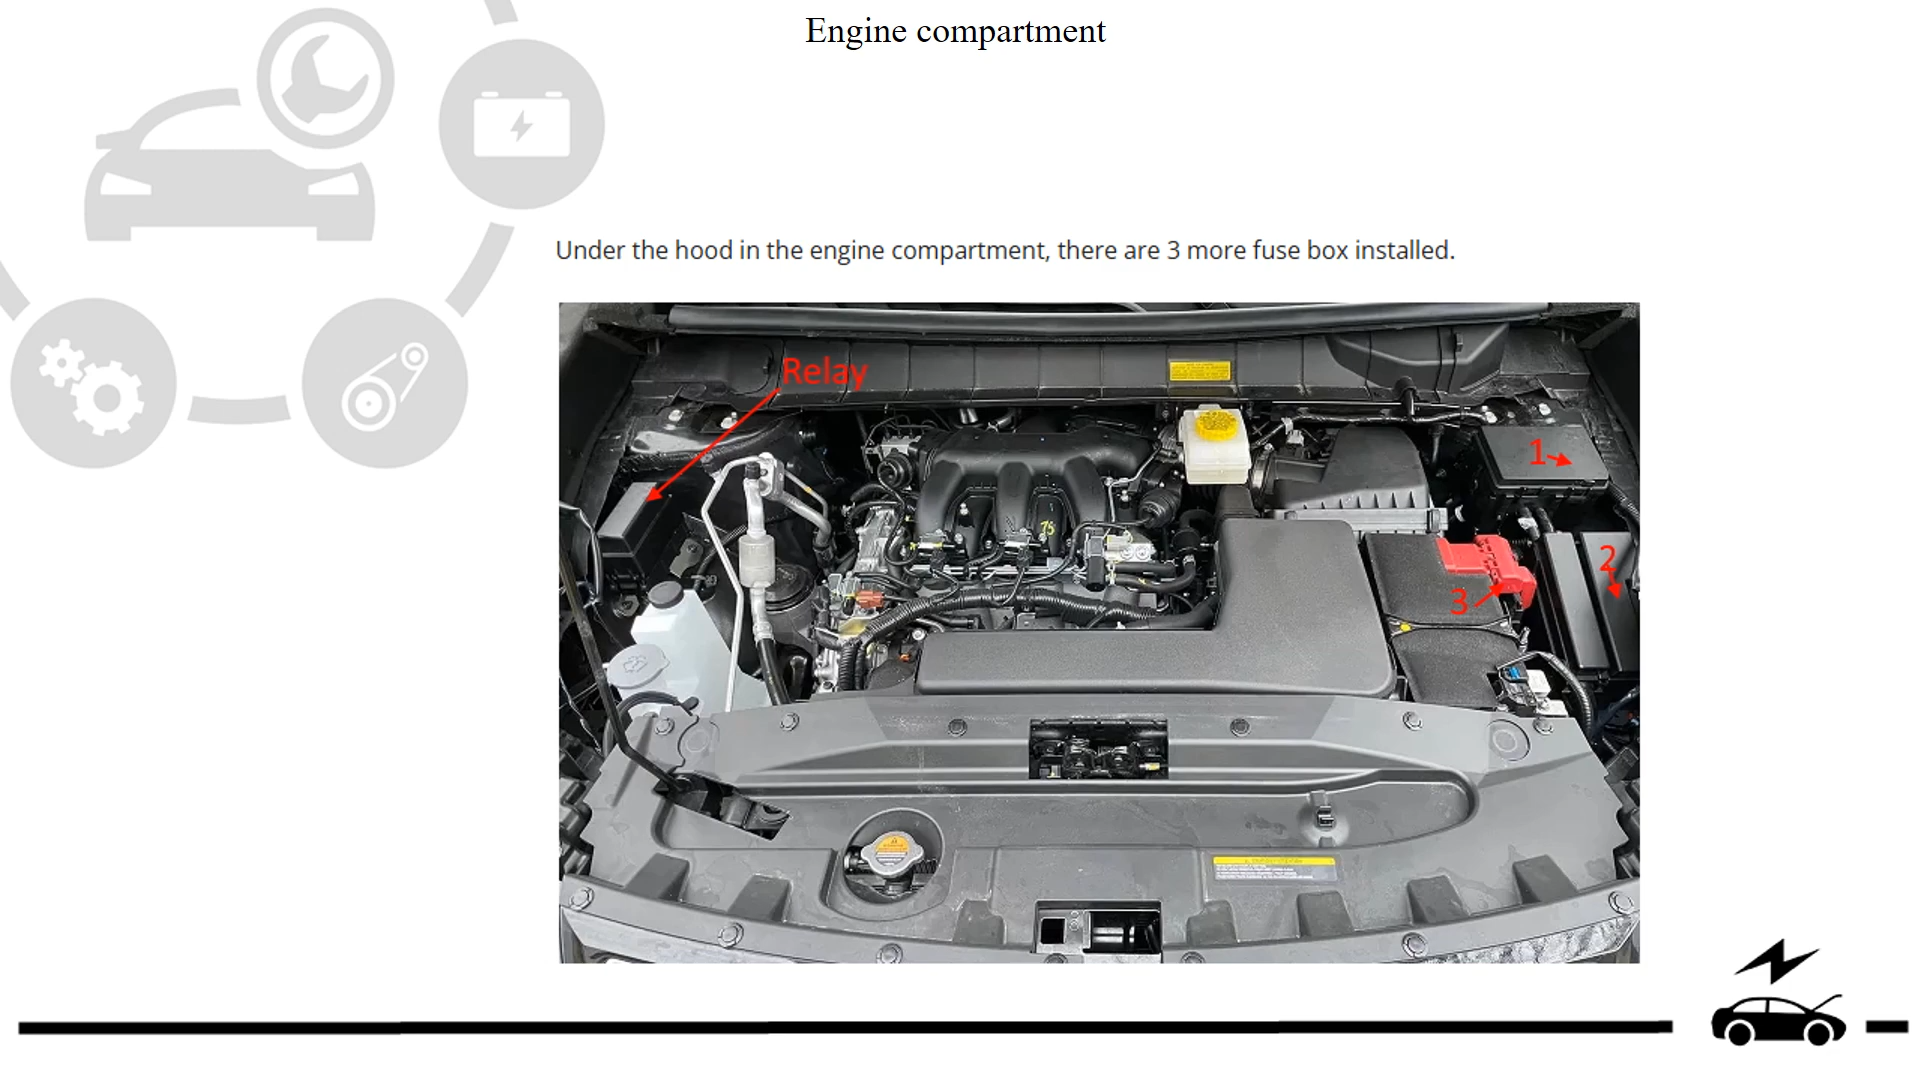 Engine compartment
Under the hood in the engine compartment, there are 3 more fuse box installed.
Relay
1
2
3
75